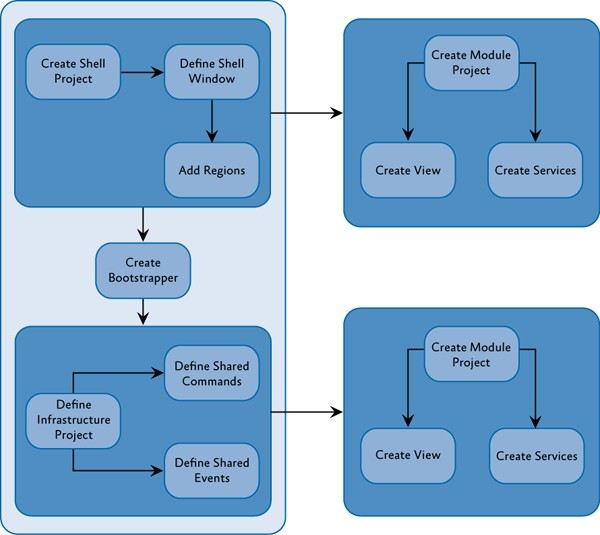 Create Shell
Project
Define Shell
Window
Add Regions
Create
Bootstrapper
Define
Infrastructure
Project
Define Shared
Commands
Define Shared
Events
Create Module
Project
Create View
Create Services
Create Module
Project
Create View
Create Services